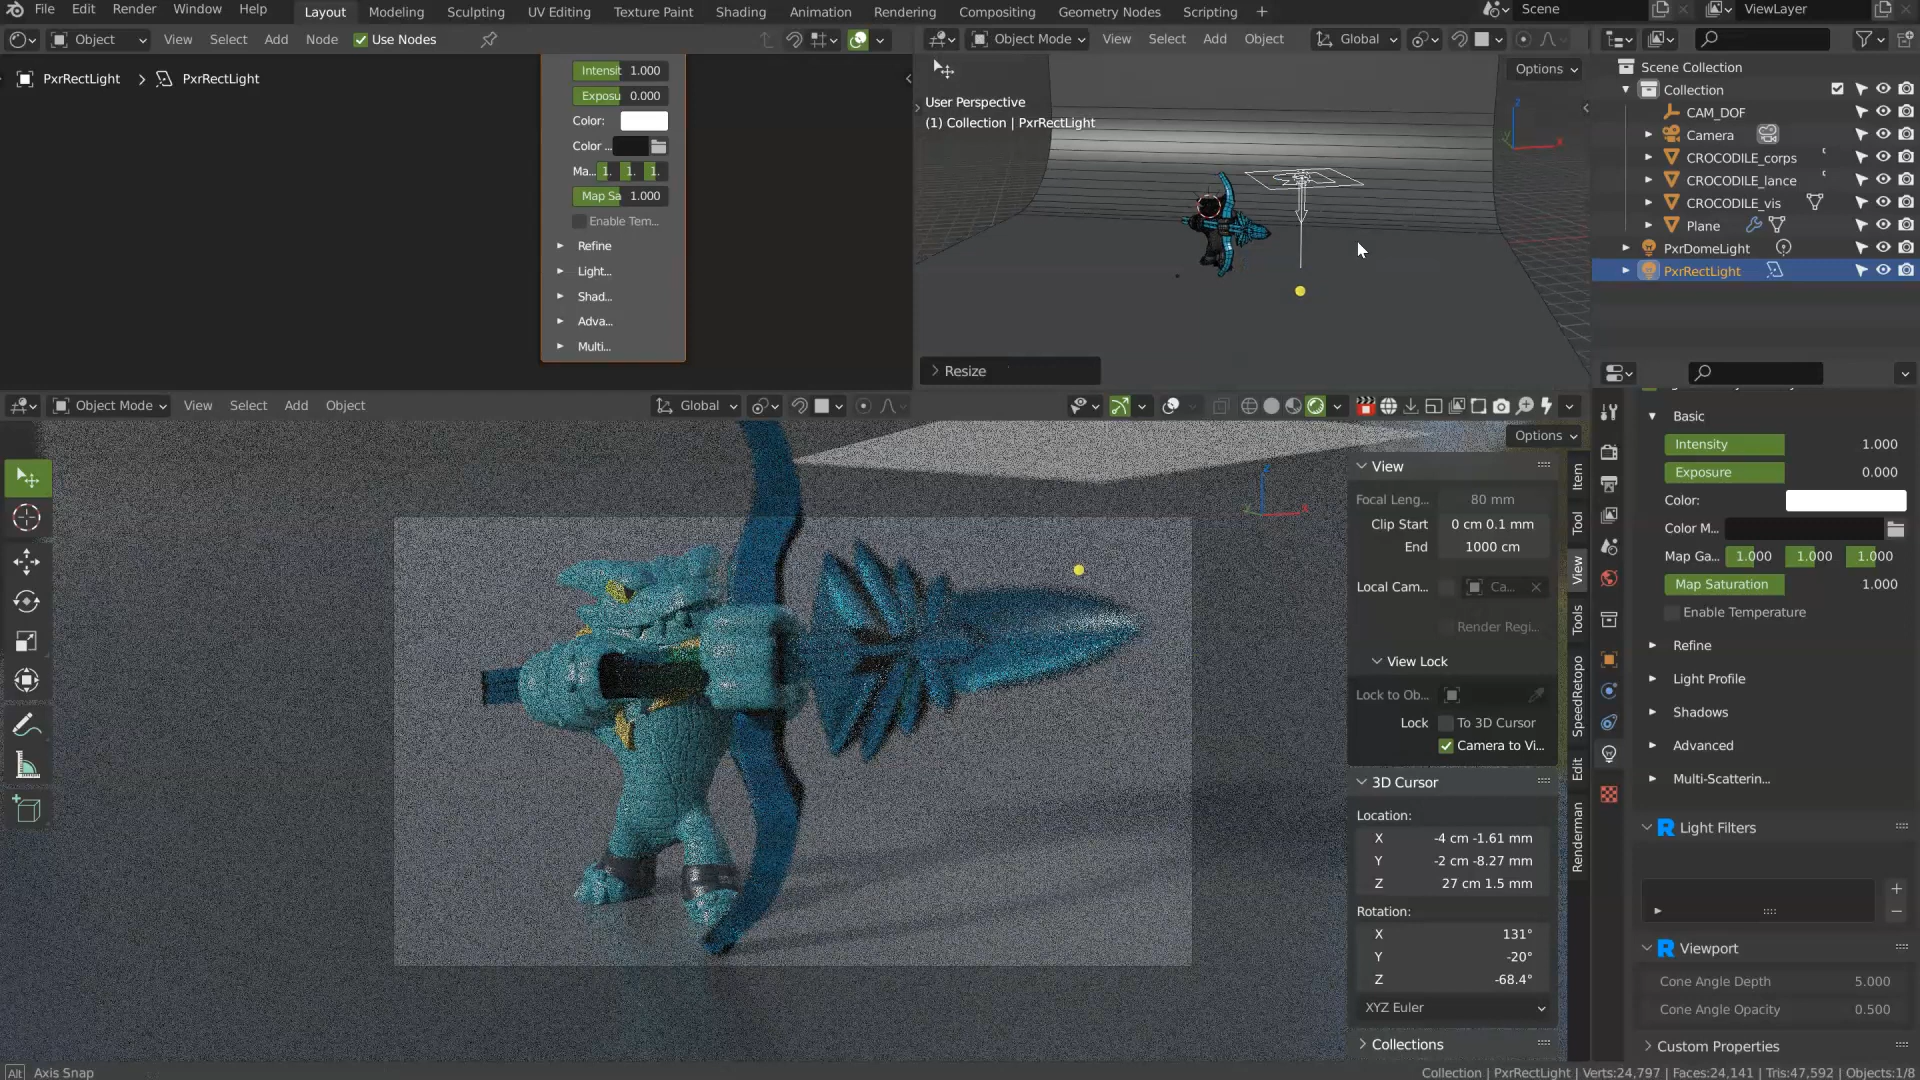 File Edit Render Window Help Layout Modeling Sculpting UV Editing Texture Paint Shading Animation Rendering Compositing Geometry Nodes Scripting + Scene ViewLayer
Object View Select Add Node Use Nodes
Object Mode View Select Add Object Global
PxrRectLight > PxrRectLight
Intensit 1.000
Exposu 0.000
Color:
Color ...
Ma... 1. 1. 1.
Map Sa 1.000
Enable Tem...
Refine
Light...
Shad...
Adva...
Multi...
Options
User Perspective
(1) Collection | PxrRectLight
Z
X
Y
Resize
Scene Collection
Collection
CAM_DOF
Camera
CROCODILE_corps
CROCODILE_lance
CROCODILE_vis
Plane
PxrDomeLight
PxrRectLight
Object Mode View Select Add Object Global
Options
View
Focal Leng... 80 mm
Clip Start 0 cm 0.1 mm
End 1000 cm
Local Cam... Ca...
Render Regi...
View Lock
Lock to Ob...
Lock To 3D Cursor
Camera to Vi...
3D Cursor
Location:
X -4 cm -1.61 mm
Y -2 cm -8.27 mm
Z 27 cm 1.5 mm
Rotation:
X 131°
Y -20°
Z -68.4°
XYZ Euler
Collections
Item
Tool
View
Tools
SpeedRetopo
Edit
Renderman
Basic
Intensity 1.000
Exposure 0.000
Color:
Color M...
Map Ga... 1.000 1.000 1.000
Map Saturation 1.000
Enable Temperature
Refine
Light Profile
Shadows
Advanced
Multi-Scatterin...
R Light Filters
R Viewport
Cone Angle Depth 5.000
Cone Angle Opacity 0.500
Custom Properties
Alt Axis Snap
Collection | PxrRectLight | Verts:24,797 | Faces:24,141 | Tris:47,592 | Objects:1/8